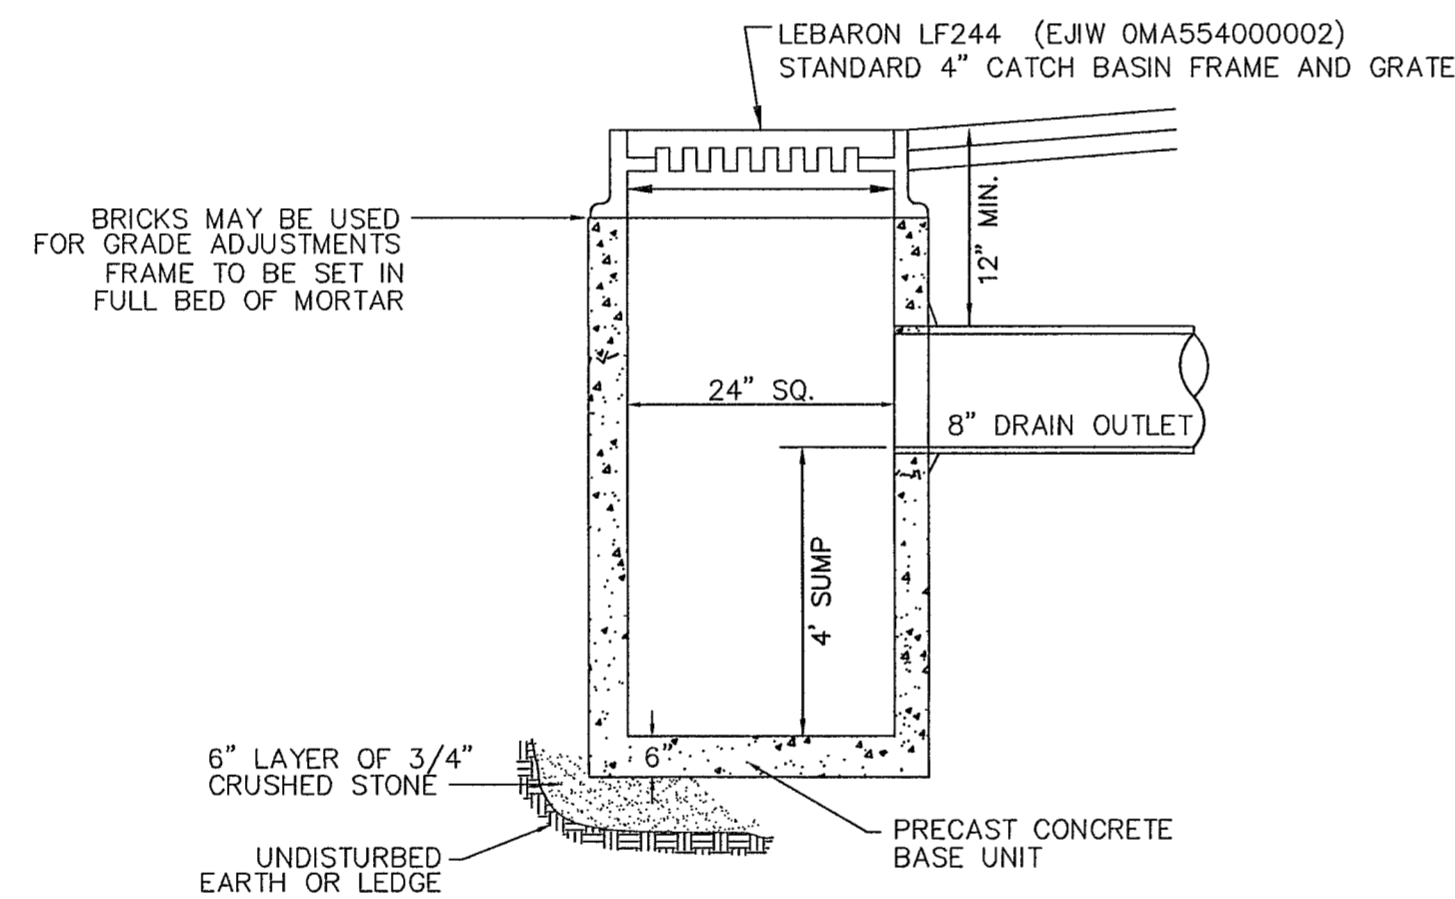 LEBARON LF244 (EJIW 0MA554000002)
STANDARD 4" CATCH BASIN FRAME AND GRATE
BRICKS MAY BE USED
FOR GRADE ADJUSTMENTS
FRAME TO BE SET IN
FULL BED OF MORTAR
12" MIN.
24" SQ.
8" DRAIN OUTLET
4' SUMP
6"
6" LAYER OF 3/4"
CRUSHED STONE
UNDISTURBED
EARTH OR LEDGE
PRECAST CONCRETE
BASE UNIT